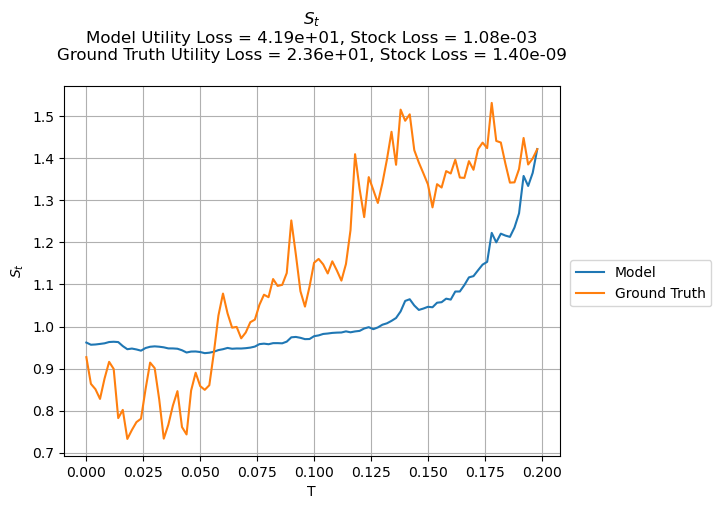 S_t
Model Utility Loss = 4.19e+01, Stock Loss = 1.08e-03
Ground Truth Utility Loss = 2.36e+01, Stock Loss = 1.40e-09
1.5
1.4
1.3
1.2
1.1
1.0
0.9
0.8
0.7
S_t
0.000 0.025 0.050 0.075 0.100 0.125 0.150 0.175 0.200
T
Model
Ground Truth